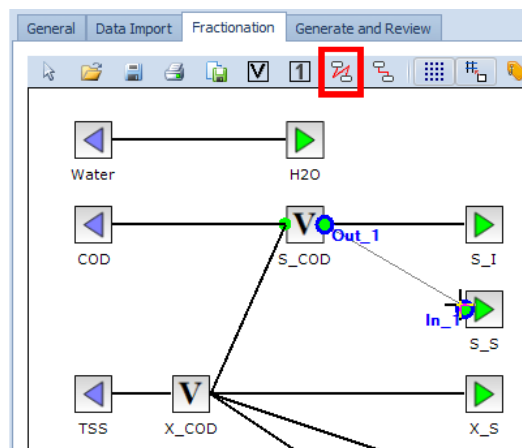 General Data Import Fractionation Generate and Review
V 1
Water H2O
V Out_1
COD S_COD S_I
In_1
S_S
V
TSS X_COD X_S